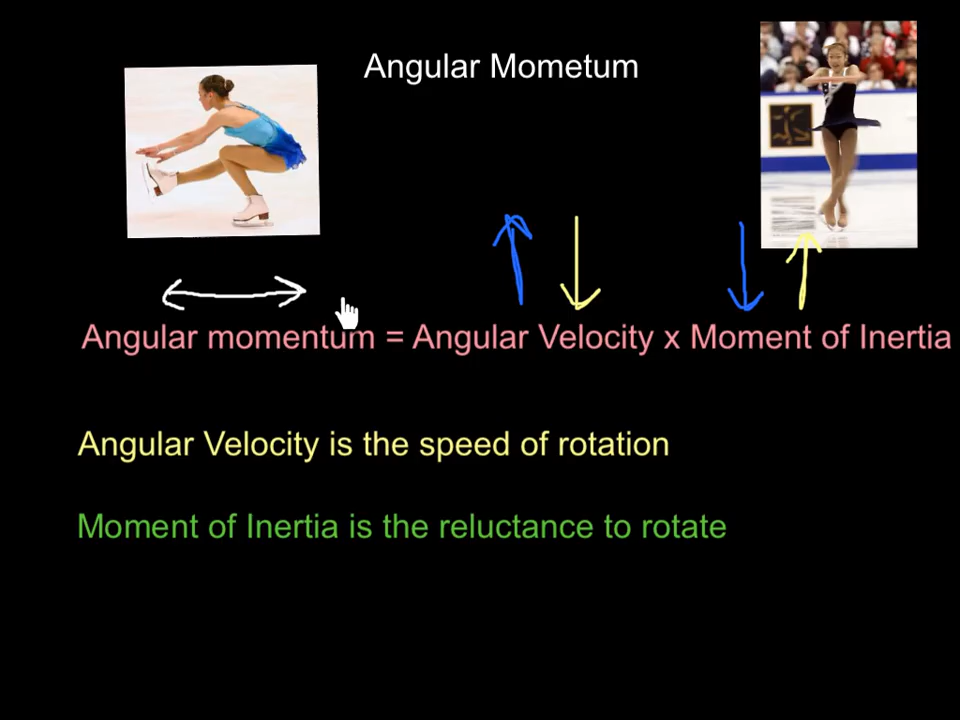 Angular Mometum
Angular momentum = Angular Velocity x Moment of Inertia
Angular Velocity is the speed of rotation
Moment of Inertia is the reluctance to rotate